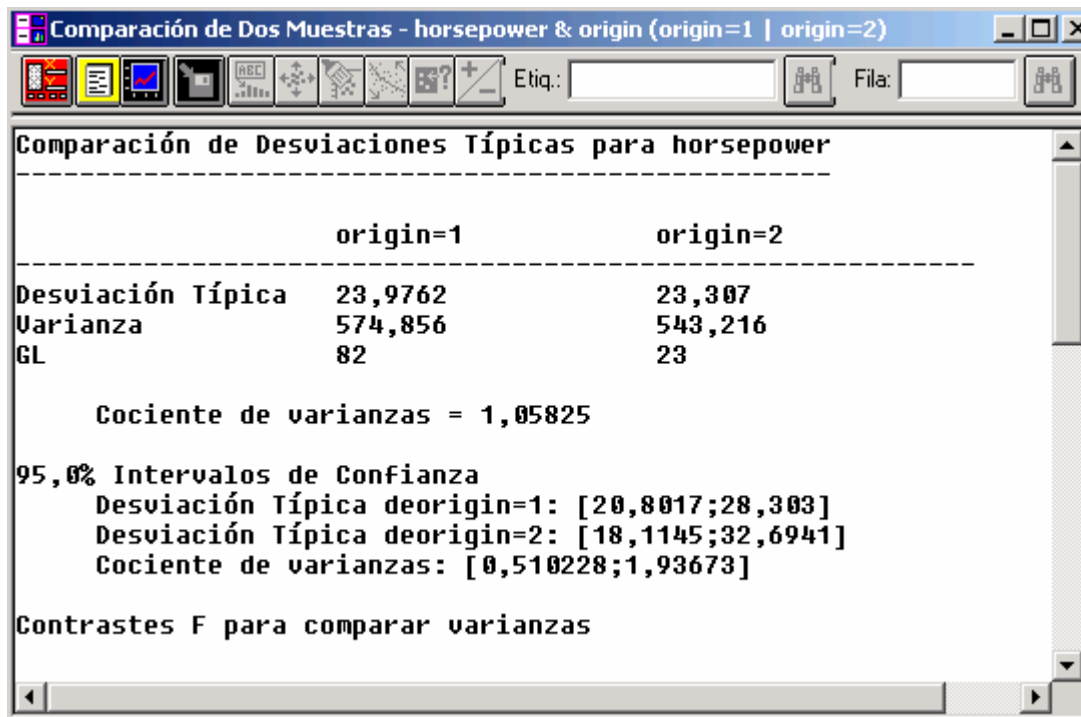 Comparación de Dos Muestras - horsepower & origin (origin=1 | origin=2)
ABC Etiq.: Fila:
Comparación de Desviaciones Típicas para horsepower
----------------------------------------------------
origin=1 origin=2
-------------------------------------------------------------
Desviación Típica 23,9762 23,307
Varianza 574,856 543,216
GL 82 23
Cociente de varianzas = 1,05825
95,0% Intervalos de Confianza
Desviación Típica deorigin=1: [20,8017;28,303]
Desviación Típica deorigin=2: [18,1145;32,6941]
Cociente de varianzas: [0,510228;1,93673]
Contrastes F para comparar varianzas